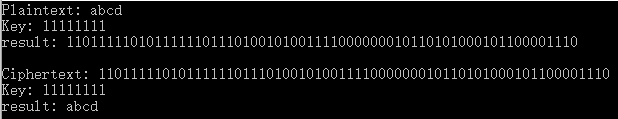 Plaintext: abcd
Key: 11111111
result: 1101111101011111101110100101001111000000010110101000101100001110
Ciphertext: 1101111101011111101110100101001111000000010110101000101100001110
Key: 11111111
result: abcd